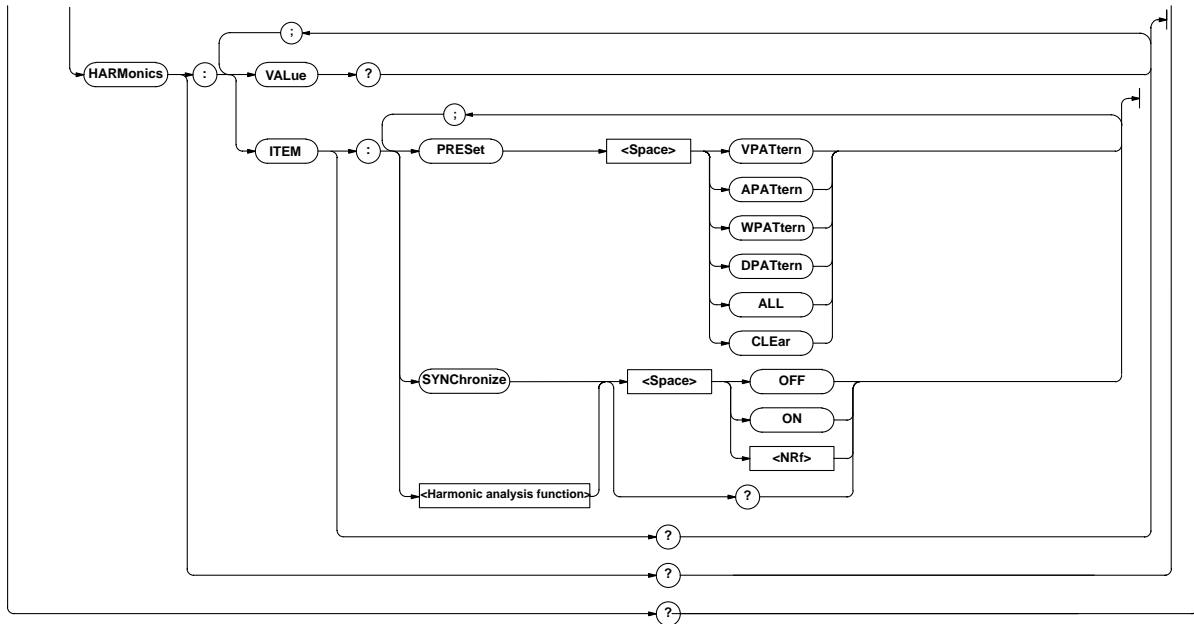 ;
HARMonics : VALue ?
;
ITEM : PRESet <Space> VPATtern
APATtern
WPATtern
DPATtern
ALL
CLEar
SYNChronize <Space> OFF
ON
<NRf>
<Harmonic analysis function> ?
?
?
?